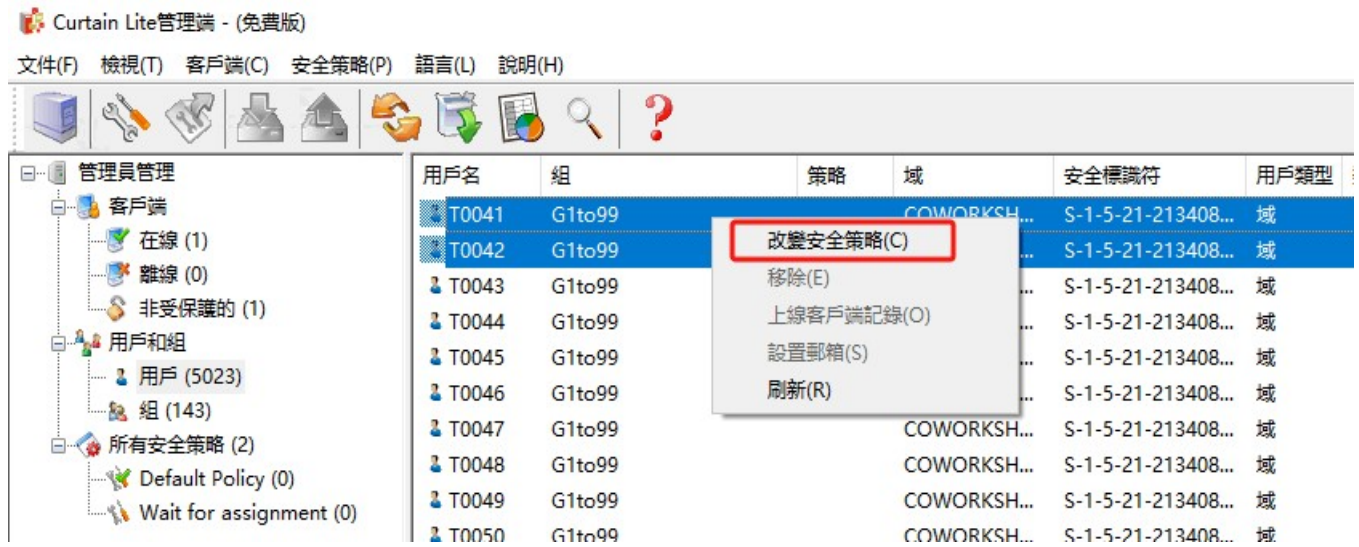 Curtain Lite管理端 - (免費版)
文件(F) 檢視(T) 客戶端(C) 安全策略(P) 語言(L) 說明(H)
管理員管理
客戶端
在線 (1)
離線 (0)
非受保護的 (1)
用戶和組
用戶 (5023)
組 (143)
所有安全策略 (2)
Default Policy (0)
Wait for assignment (0)
用戶名 組 策略 域 安全標識符 用戶類型
T0041 G1to99 COWORKSH... S-1-5-21-213408... 域
T0042 G1to99 ... S-1-5-21-213408... 域
T0043 G1to99 ... S-1-5-21-213408... 域
T0044 G1to99 ... S-1-5-21-213408... 域
T0045 G1to99 ... S-1-5-21-213408... 域
T0046 G1to99 ... S-1-5-21-213408... 域
T0047 G1to99 COWORKSH... S-1-5-21-213408... 域
T0048 G1to99 COWORKSH... S-1-5-21-213408... 域
T0049 G1to99 COWORKSH... S-1-5-21-213408... 域
T0050 G1to99 COWORKSH... S-1-5-21-213408... 域
改變安全策略(C)
移除(E)
上線客戶端記錄(O)
設置郵箱(S)
刷新(R)